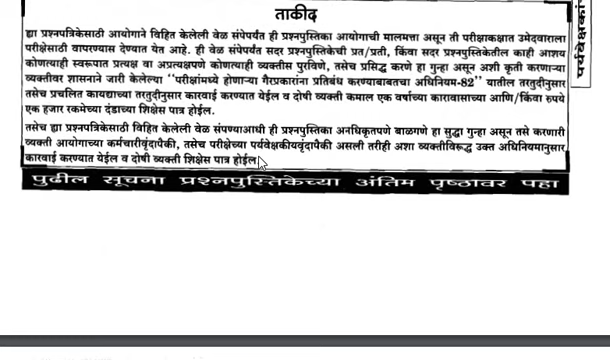 ताकीद
ह्या प्रश्नपत्रिकेसाठी आयोगाने विहित केलेली वेळ संपेपर्यंत ही प्रश्नपुस्तिका आयोगाची मालमत्ता असून ती परीक्षाकक्षात उमेदवाराला
परीक्षेसाठी वापरण्यास देण्यात येत आहे. ही वेळ संपेपर्यंत सदर प्रश्नपुस्तिकेची प्रत/प्रती, किंवा सदर प्रश्नपुस्तिकेतील काही आशय
कोणत्याही स्वरूपात प्रत्यक्ष वा अप्रत्यक्षपणे कोणत्याही व्यक्तीस पुरविणे, तसेच प्रसिद्ध करणे हा गुन्हा असून अशी कृती करणाऱ्या
व्यक्तीवर शासनाने जारी केलेल्या "परीक्षांमध्ये होणाऱ्या गैरप्रकारांना प्रतिबंध करण्याबाबतचा अधिनियम-82" यातील तरतुदीनुसार
तसेच प्रचलित कायद्याच्या तरतुदीनुसार कारवाई करण्यात येईल व दोषी व्यक्ती कमाल एक वर्षाच्या कारावासाच्या आणि/किंवा रुपये
एक हजार रकमेच्या दंडाच्या शिक्षेस पात्र होईल.
तसेच ह्या प्रश्नपत्रिकेसाठी विहित केलेली वेळ संपण्याआधी ही प्रश्नपुस्तिका अनधिकृतपणे बाळगणे हा सुद्धा गुन्हा असून तसे करणारी
व्यक्ती आयोगाच्या कर्मचारीवृंदापैकी, तसेच परीक्षेच्या पर्यवेक्षकीयवृंदापैकी असली तरीही अशा व्यक्तीविरूद्ध उक्त अधिनियमानुसार
कारवाई करण्यात येईल व दोषी व्यक्ती शिक्षेस पात्र होईल.
पुढील सूचना प्रश्नपुस्तिकेच्या अंतिम पृष्ठावर पहा